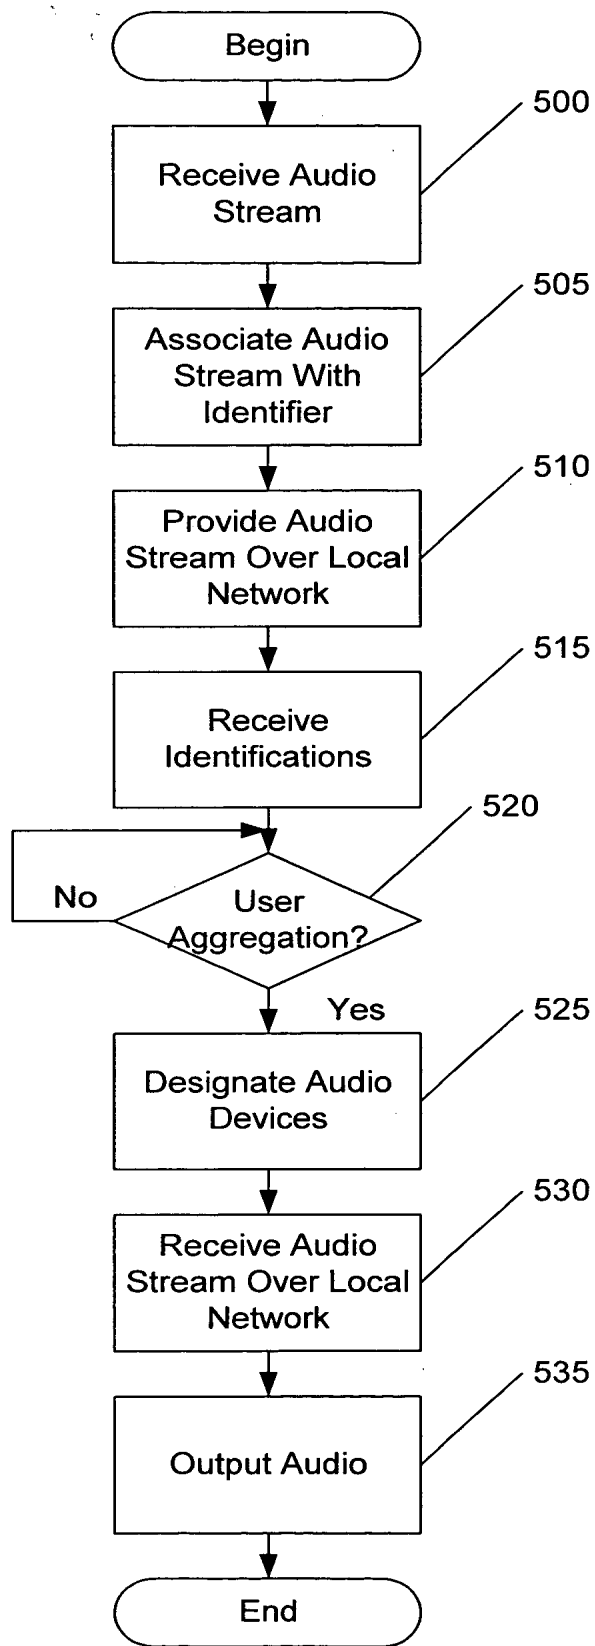 Begin
500
Receive Audio
Stream
505
Associate Audio
Stream With
Identifier
510
Provide Audio
Stream Over Local
Network
515
Receive
Identifications
520
No
User
Aggregation?
Yes
525
Designate Audio
Devices
530
Receive Audio
Stream Over Local
Network
535
Output Audio
End